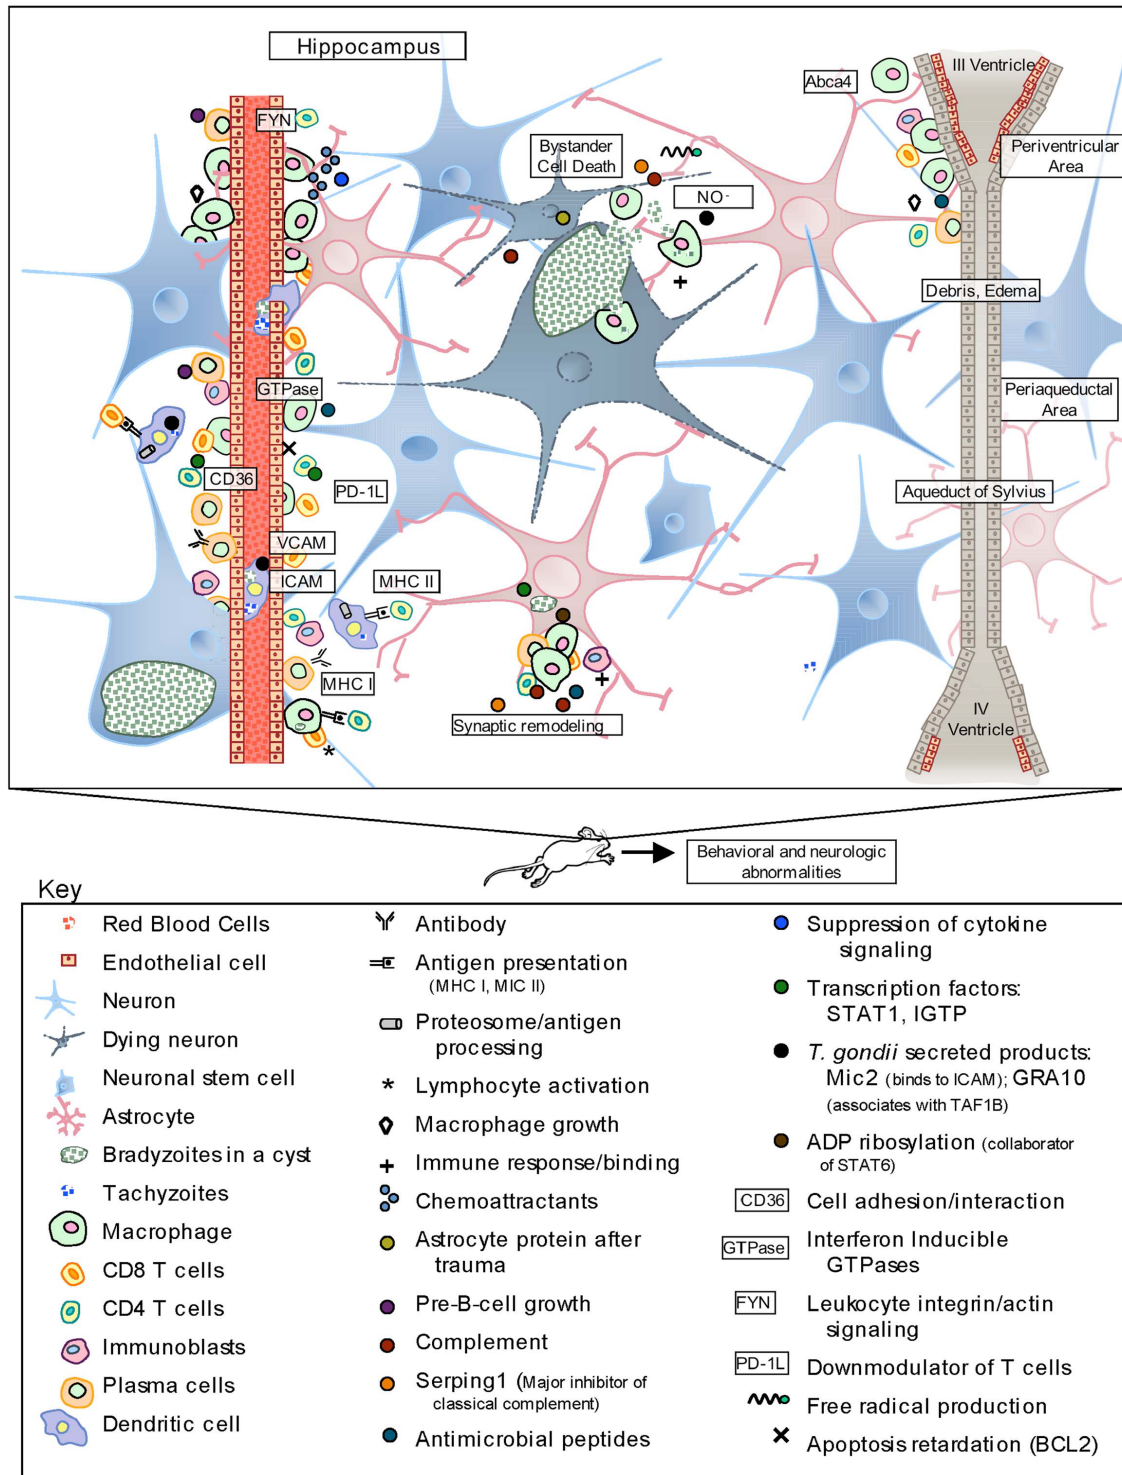 Hippocampus
FYN
Abca4
III Ventricle
Bystander
Cell Death
Periventricular
Area
NO-
Debris, Edema
GTPase
Periaqueductal
Area
CD36
PD-1L
Aqueduct of Sylvius
VCAM
ICAM
MHC II
MHC I
Synaptic remodeling
IV
Ventricle
Behavioral and neurologic
abnormalities
Key
Red Blood Cells
Endothelial cell
Neuron
Dying neuron
Neuronal stem cell
Astrocyte
Bradyzoites in a cyst
Tachyzoites
Macrophage
CD8 T cells
CD4 T cells
Immunoblasts
Plasma cells
Dendritic cell
Antibody
Antigen presentation
(MHC I, MIC II)
Proteosome/antigen
processing
Lymphocyte activation
Macrophage growth
Immune response/binding
Chemoattractants
Astrocyte protein after
trauma
Pre-B-cell growth
Complement
Serping1 (Major inhibitor of
classical complement)
Antimicrobial peptides
Suppression of cytokine
signaling
Transcription factors:
STAT1, IGTP
T. gondii secreted products:
Mic2 (binds to ICAM); GRA10
(associates with TAF1B)
ADP ribosylation (collaborator
of STAT6)
CD36 Cell adhesion/interaction
GTPase Interferon Inducible
GTPases
FYN Leukocyte integrin/actin
signaling
PD-1L Downmodulator of T cells
Free radical production
Apoptosis retardation (BCL2)